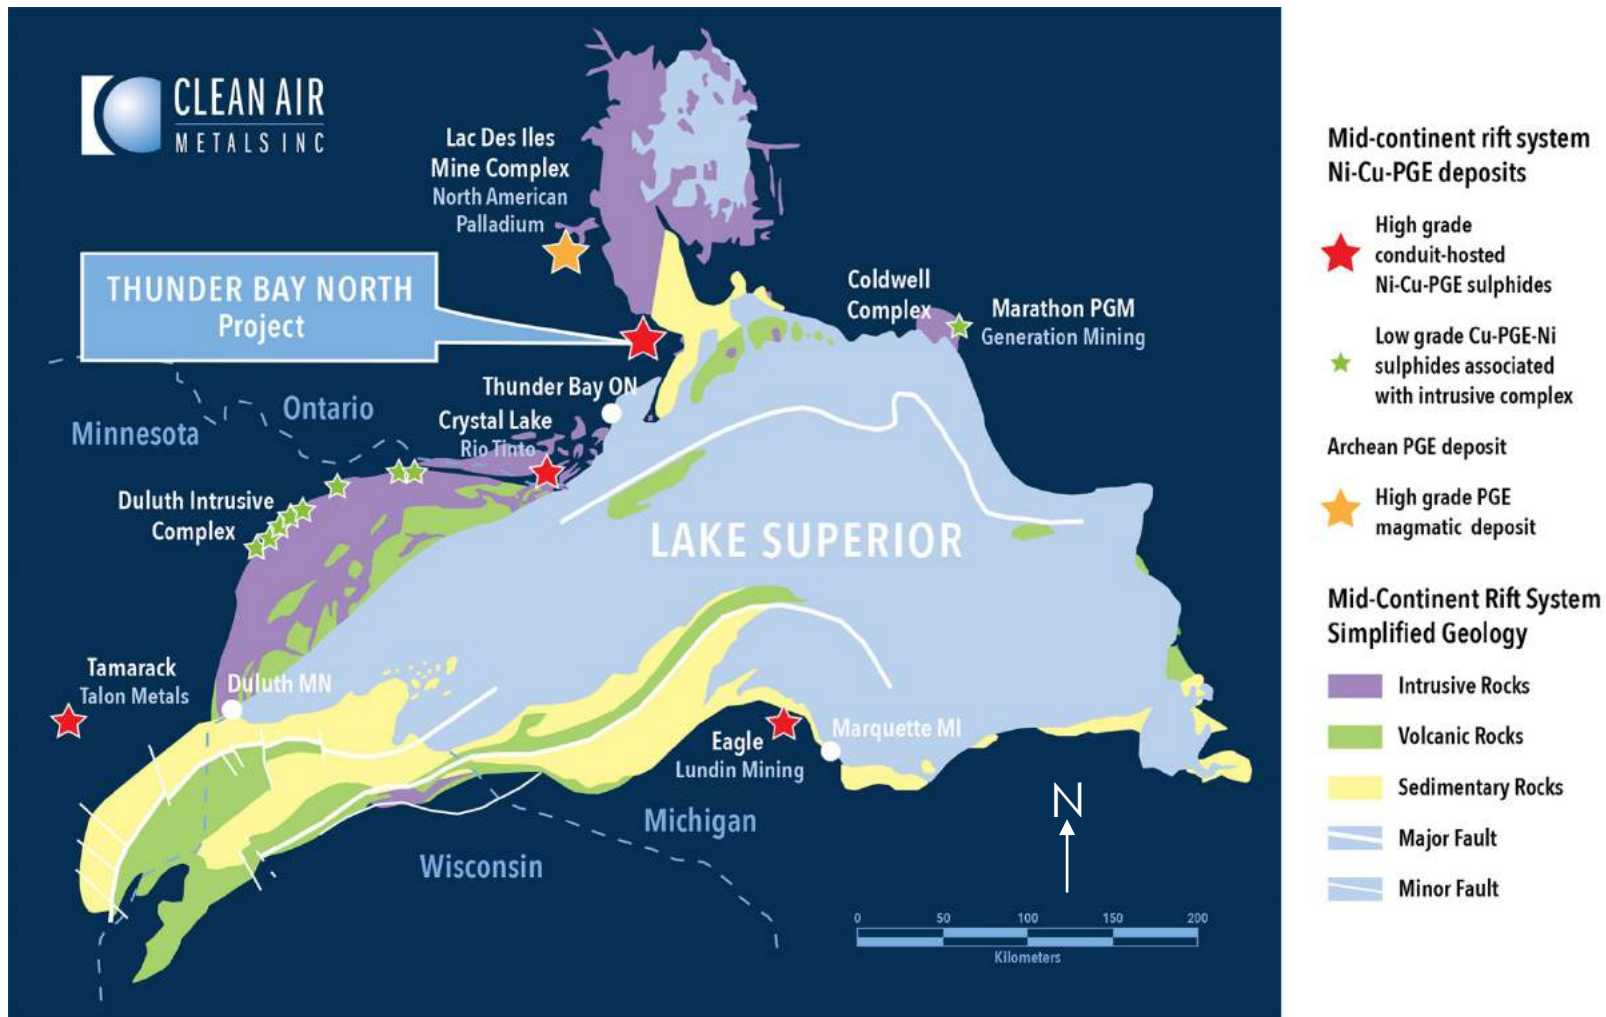 CLEAN AIR
METALS INC
Lac Des Iles
Mine Complex
North American
Palladium
THUNDER BAY NORTH
Project
Coldwell
Complex
Marathon PGM
Generation Mining
Thunder Bay ON
Crystal Lake
Rio Tinto
Ontario
Minnesota
Duluth Intrusive
Complex
LAKE SUPERIOR
Tamarack
Talon Metals
Duluth MN
Eagle
Lundin Mining
Marquette MI
Michigan
Wisconsin
N
0 50 100 150 200
Kilometers
Mid-continent rift system
Ni-Cu-PGE deposits
High grade
conduit-hosted
Ni-Cu-PGE sulphides
Low grade Cu-PGE-Ni
sulphides associated
with intrusive complex
Archean PGE deposit
High grade PGE
magmatic deposit
Mid-Continent Rift System
Simplified Geology
Intrusive Rocks
Volcanic Rocks
Sedimentary Rocks
Major Fault
Minor Fault